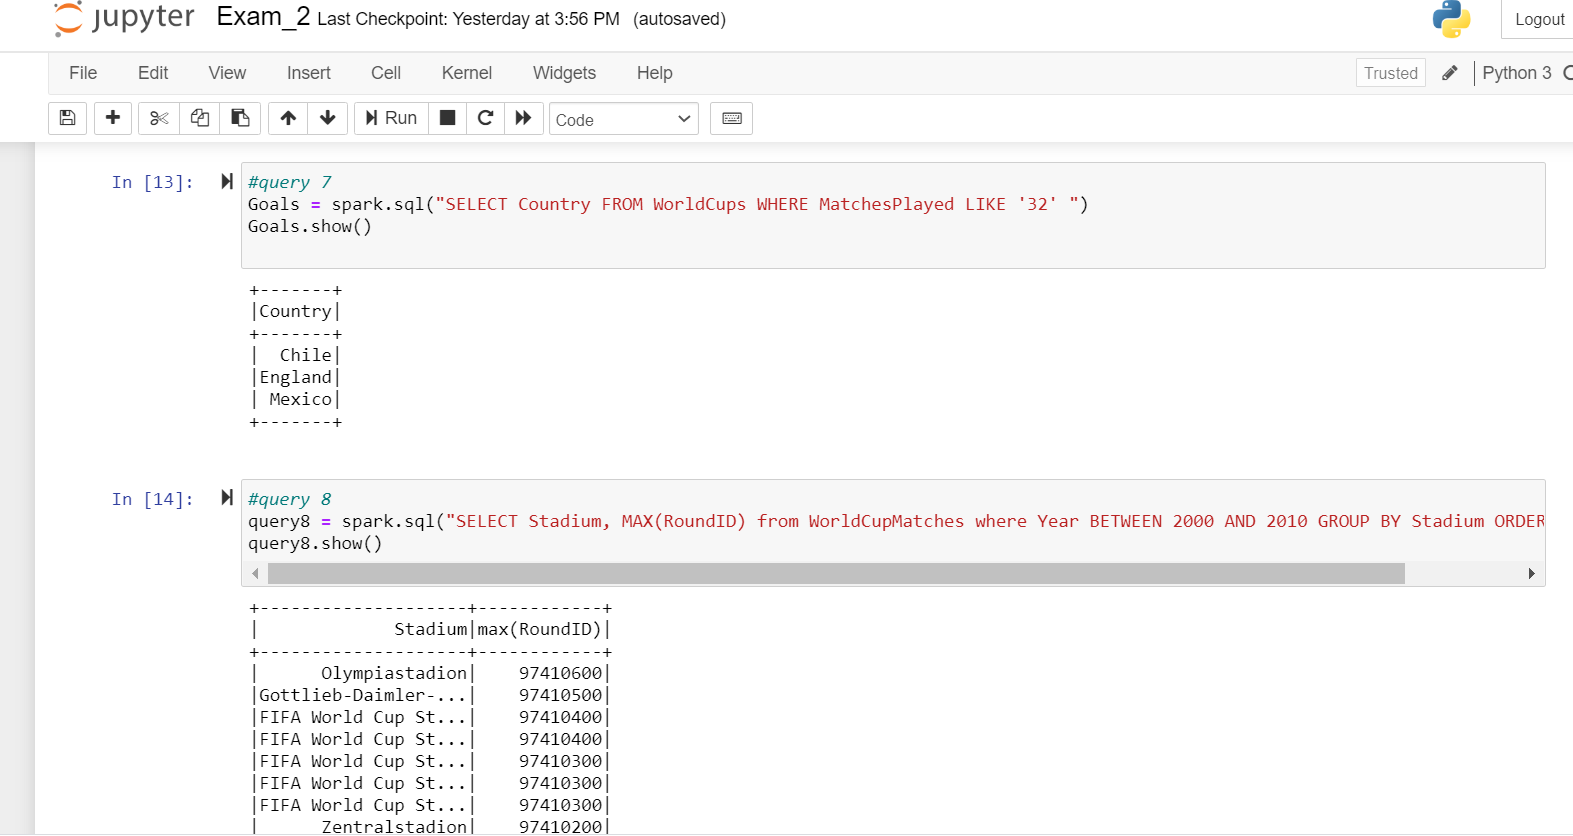 jupyter Exam_2 Last Checkpoint: Yesterday at 3:56 PM (autosaved) Logout
File Edit View Insert Cell Kernel Widgets Help Trusted Python 3
Run Code
In [13]: #query 7
Goals = spark.sql("SELECT Country FROM WorldCups WHERE MatchesPlayed LIKE '32' ")
Goals.show()
+-------+
|Country|
+-------+
|  Chile|
|England|
| Mexico|
+-------+
In [14]: #query 8
query8 = spark.sql("SELECT Stadium, MAX(RoundID) from WorldCupMatches where Year BETWEEN 2000 AND 2010 GROUP BY Stadium ORDER
query8.show()
+--------------------+------------+
|             Stadium|max(RoundID)|
+--------------------+------------+
|      Olympiastadion|    97410600|
|Gottlieb-Daimler-...|    97410500|
|FIFA World Cup St...|    97410400|
|FIFA World Cup St...|    97410400|
|FIFA World Cup St...|    97410300|
|FIFA World Cup St...|    97410300|
|FIFA World Cup St...|    97410300|
|      Zentralstadion|    97410200|